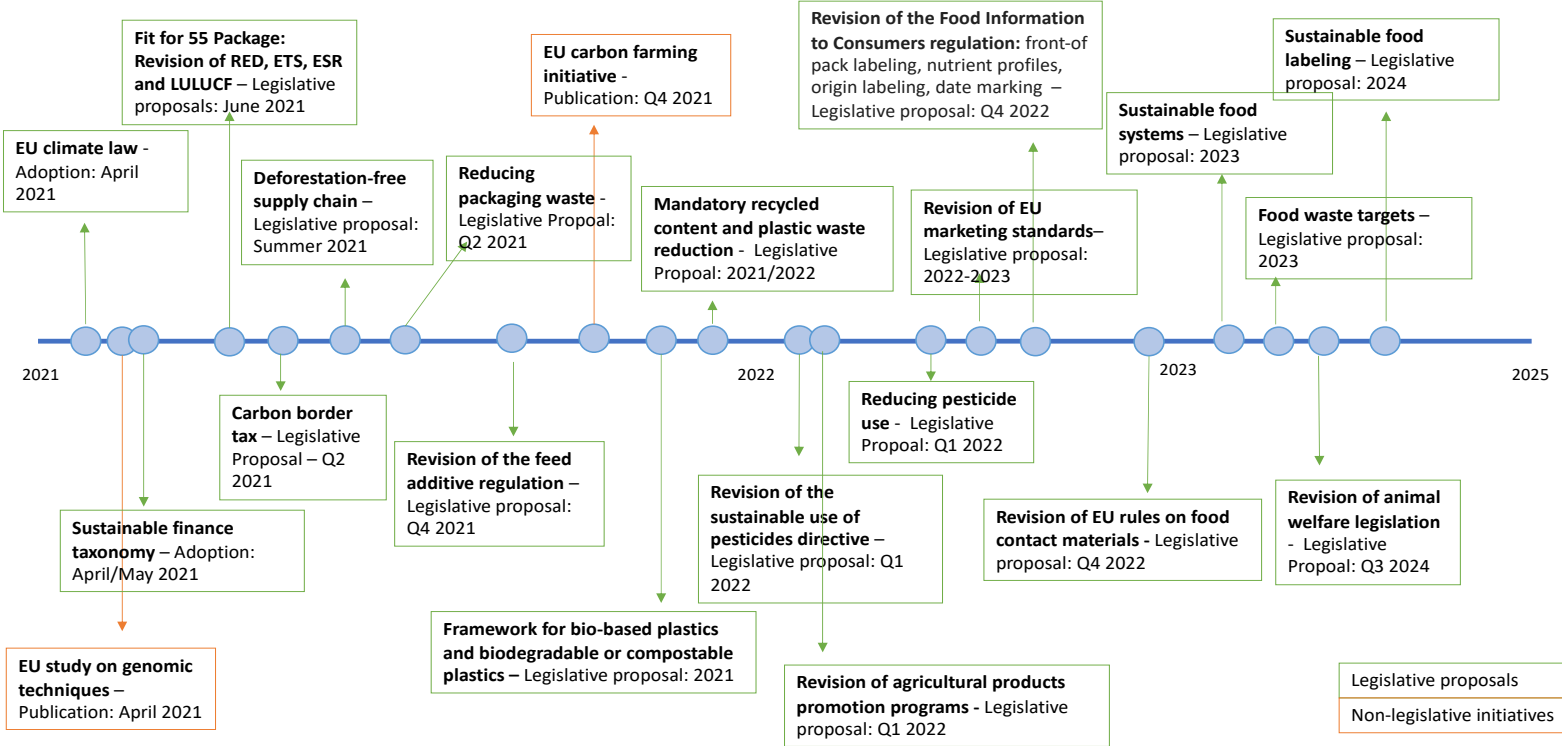 Fit for 55 Package:
Revision of RED, ETS, ESR
and LULUCF – Legislative
proposals: June 2021
EU carbon farming
initiative -
Publication: Q4 2021
Revision of the Food Information
to Consumers regulation: front-of
pack labeling, nutrient profiles,
origin labeling, date marking –
Legislative proposal: Q4 2022
Sustainable food
labeling – Legislative
proposal: 2024
Sustainable food
systems – Legislative
proposal: 2023
EU climate law -
Adoption: April
2021
Deforestation-free
supply chain –
Legislative proposal:
Summer 2021
Reducing
packaging waste -
Legislative Propoal:
Q2 2021
Mandatory recycled
content and plastic waste
reduction - Legislative
Propoal: 2021/2022
Revision of EU
marketing standards–
Legislative proposal:
2022-2023
Food waste targets –
Legislative proposal:
2023
2021
2022
2023
2025
Carbon border
tax – Legislative
Proposal – Q2
2021
Revision of the feed
additive regulation –
Legislative proposal:
Q4 2021
Reducing pesticide
use - Legislative
Propoal: Q1 2022
Sustainable finance
taxonomy – Adoption:
April/May 2021
Revision of the
sustainable use of
pesticides directive –
Legislative proposal: Q1
2022
Revision of EU rules on food
contact materials - Legislative
proposal: Q4 2022
Revision of animal
welfare legislation
- Legislative
Propoal: Q3 2024
EU study on genomic
techniques –
Publication: April 2021
Framework for bio-based plastics
and biodegradable or compostable
plastics – Legislative proposal: 2021
Revision of agricultural products
promotion programs - Legislative
proposal: Q1 2022
Legislative proposals
Non-legislative initiatives